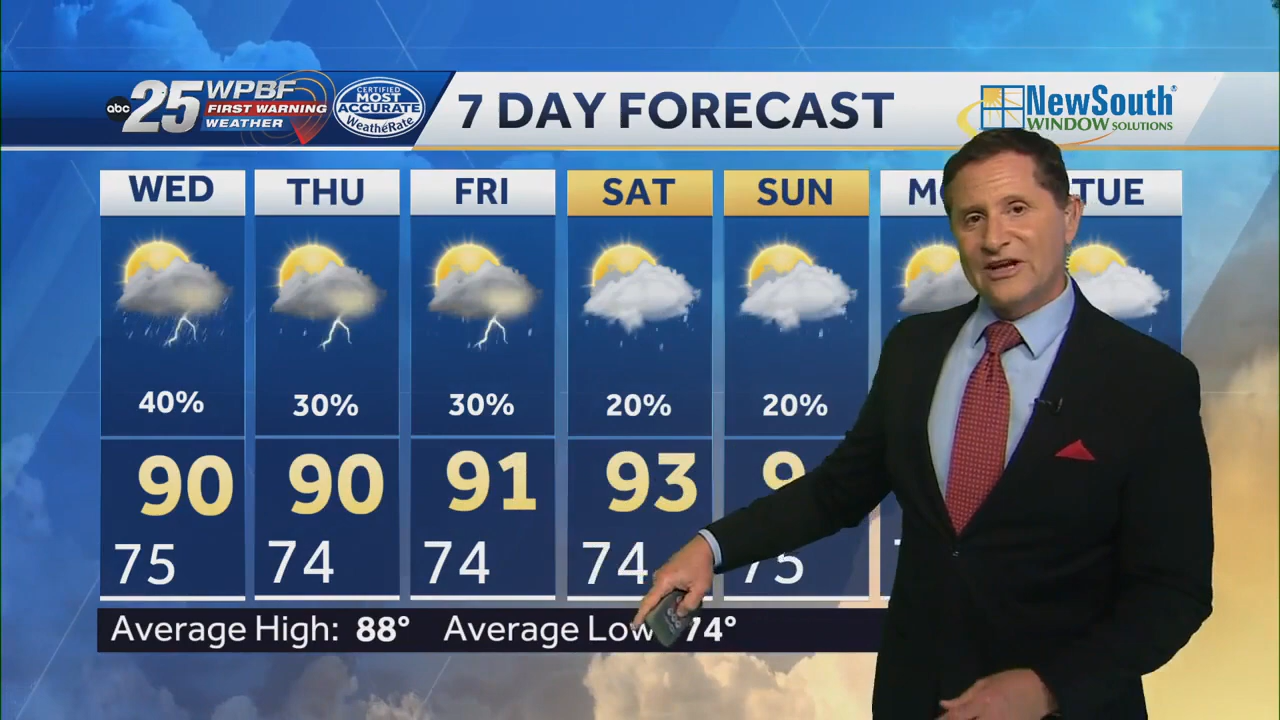 abc 25 WPBF FIRST WARNING WEATHER
CERTIFIED MOST ACCURATE WeatheRate
7 DAY FORECAST
NewSouth®
WINDOW SOLUTIONS
WED THU FRI SAT SUN TUE
40% 30% 30% 20% 20%
90 90 91 93
75 74 74 74 75
Average High: 88° Average Low 74°